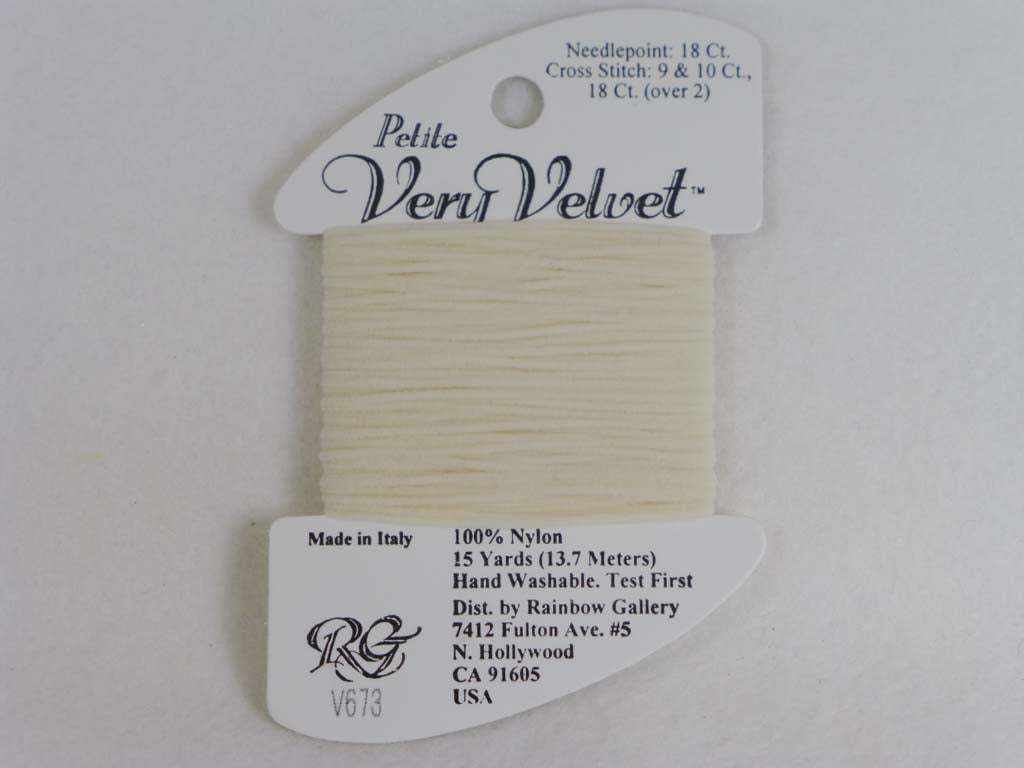 Needlepoint: 18 Ct.
Cross Stitch: 9 & 10 Ct.,
18 Ct. (over 2)
Petite
Very Velvet™
Made in Italy
100% Nylon
15 Yards (13.7 Meters)
Hand Washable. Test First
Dist. by Rainbow Gallery
7412 Fulton Ave. #5
N. Hollywood
CA 91605
USA
RG
V673